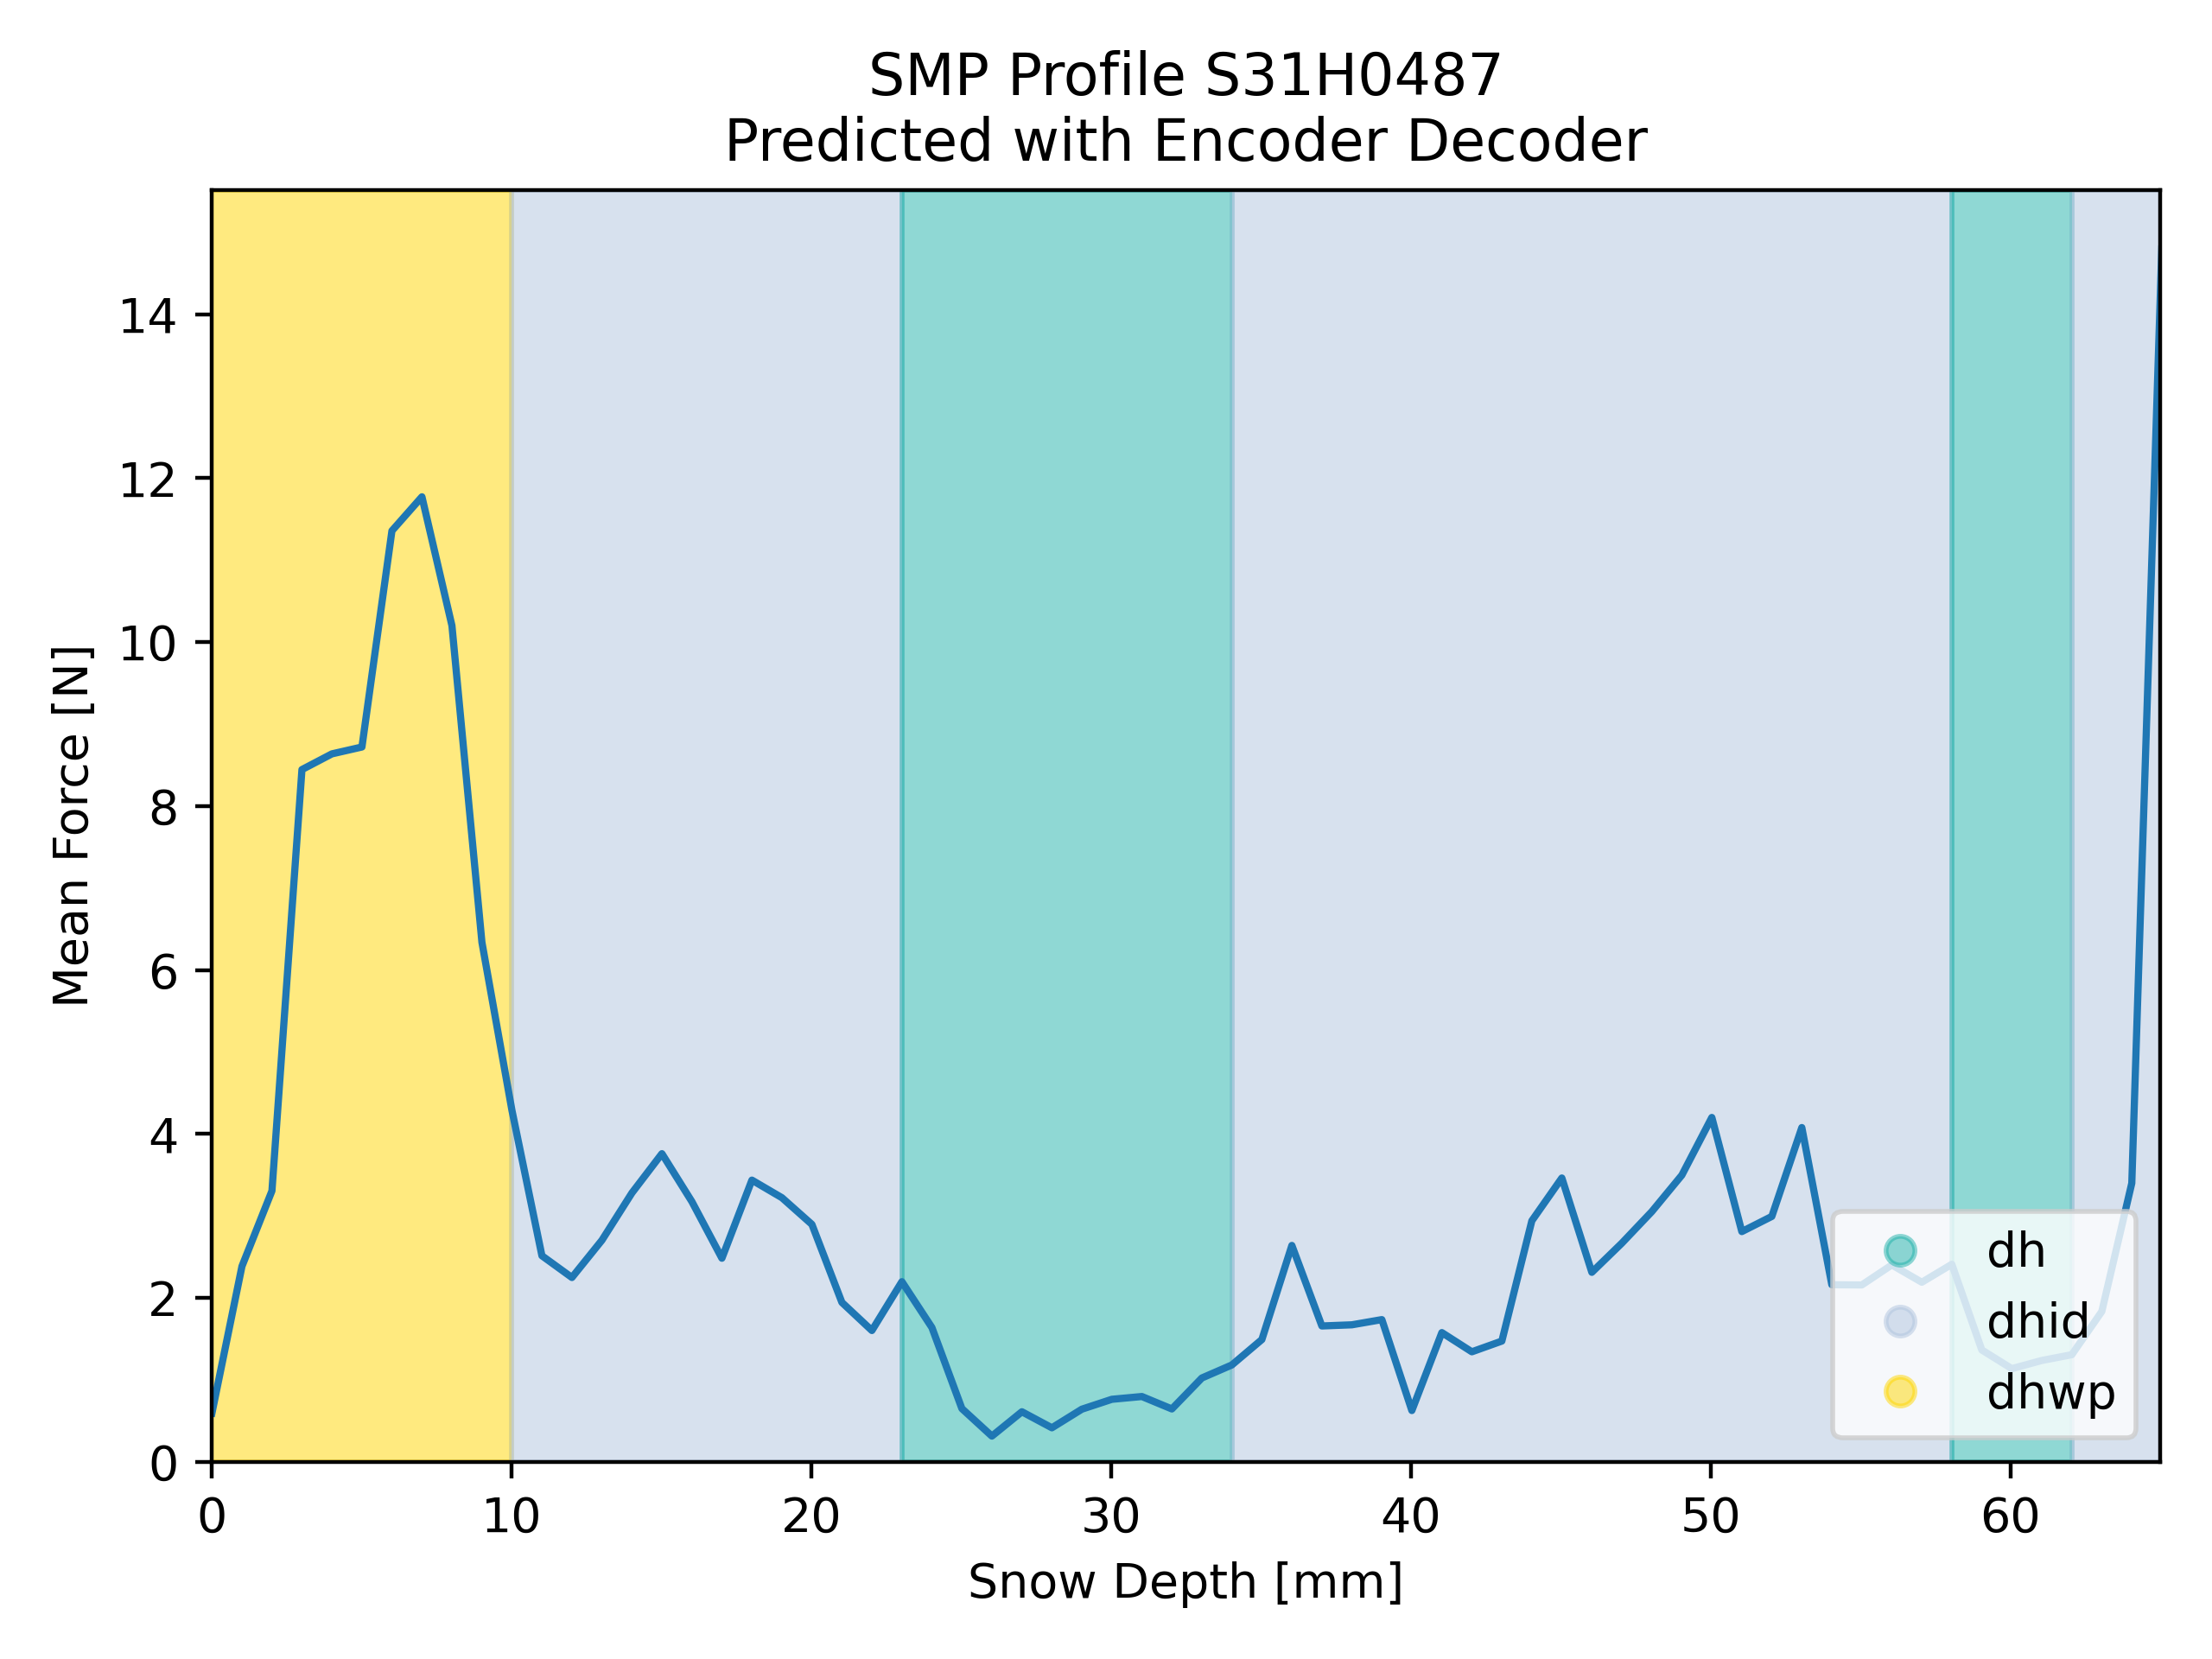 SMP Profile S31H0487
Predicted with Encoder Decoder
Mean Force [N]
14
12
10
8
6
4
2
0
0 10 20 30 40 50 60
Snow Depth [mm]
dh
dhid
dhwp